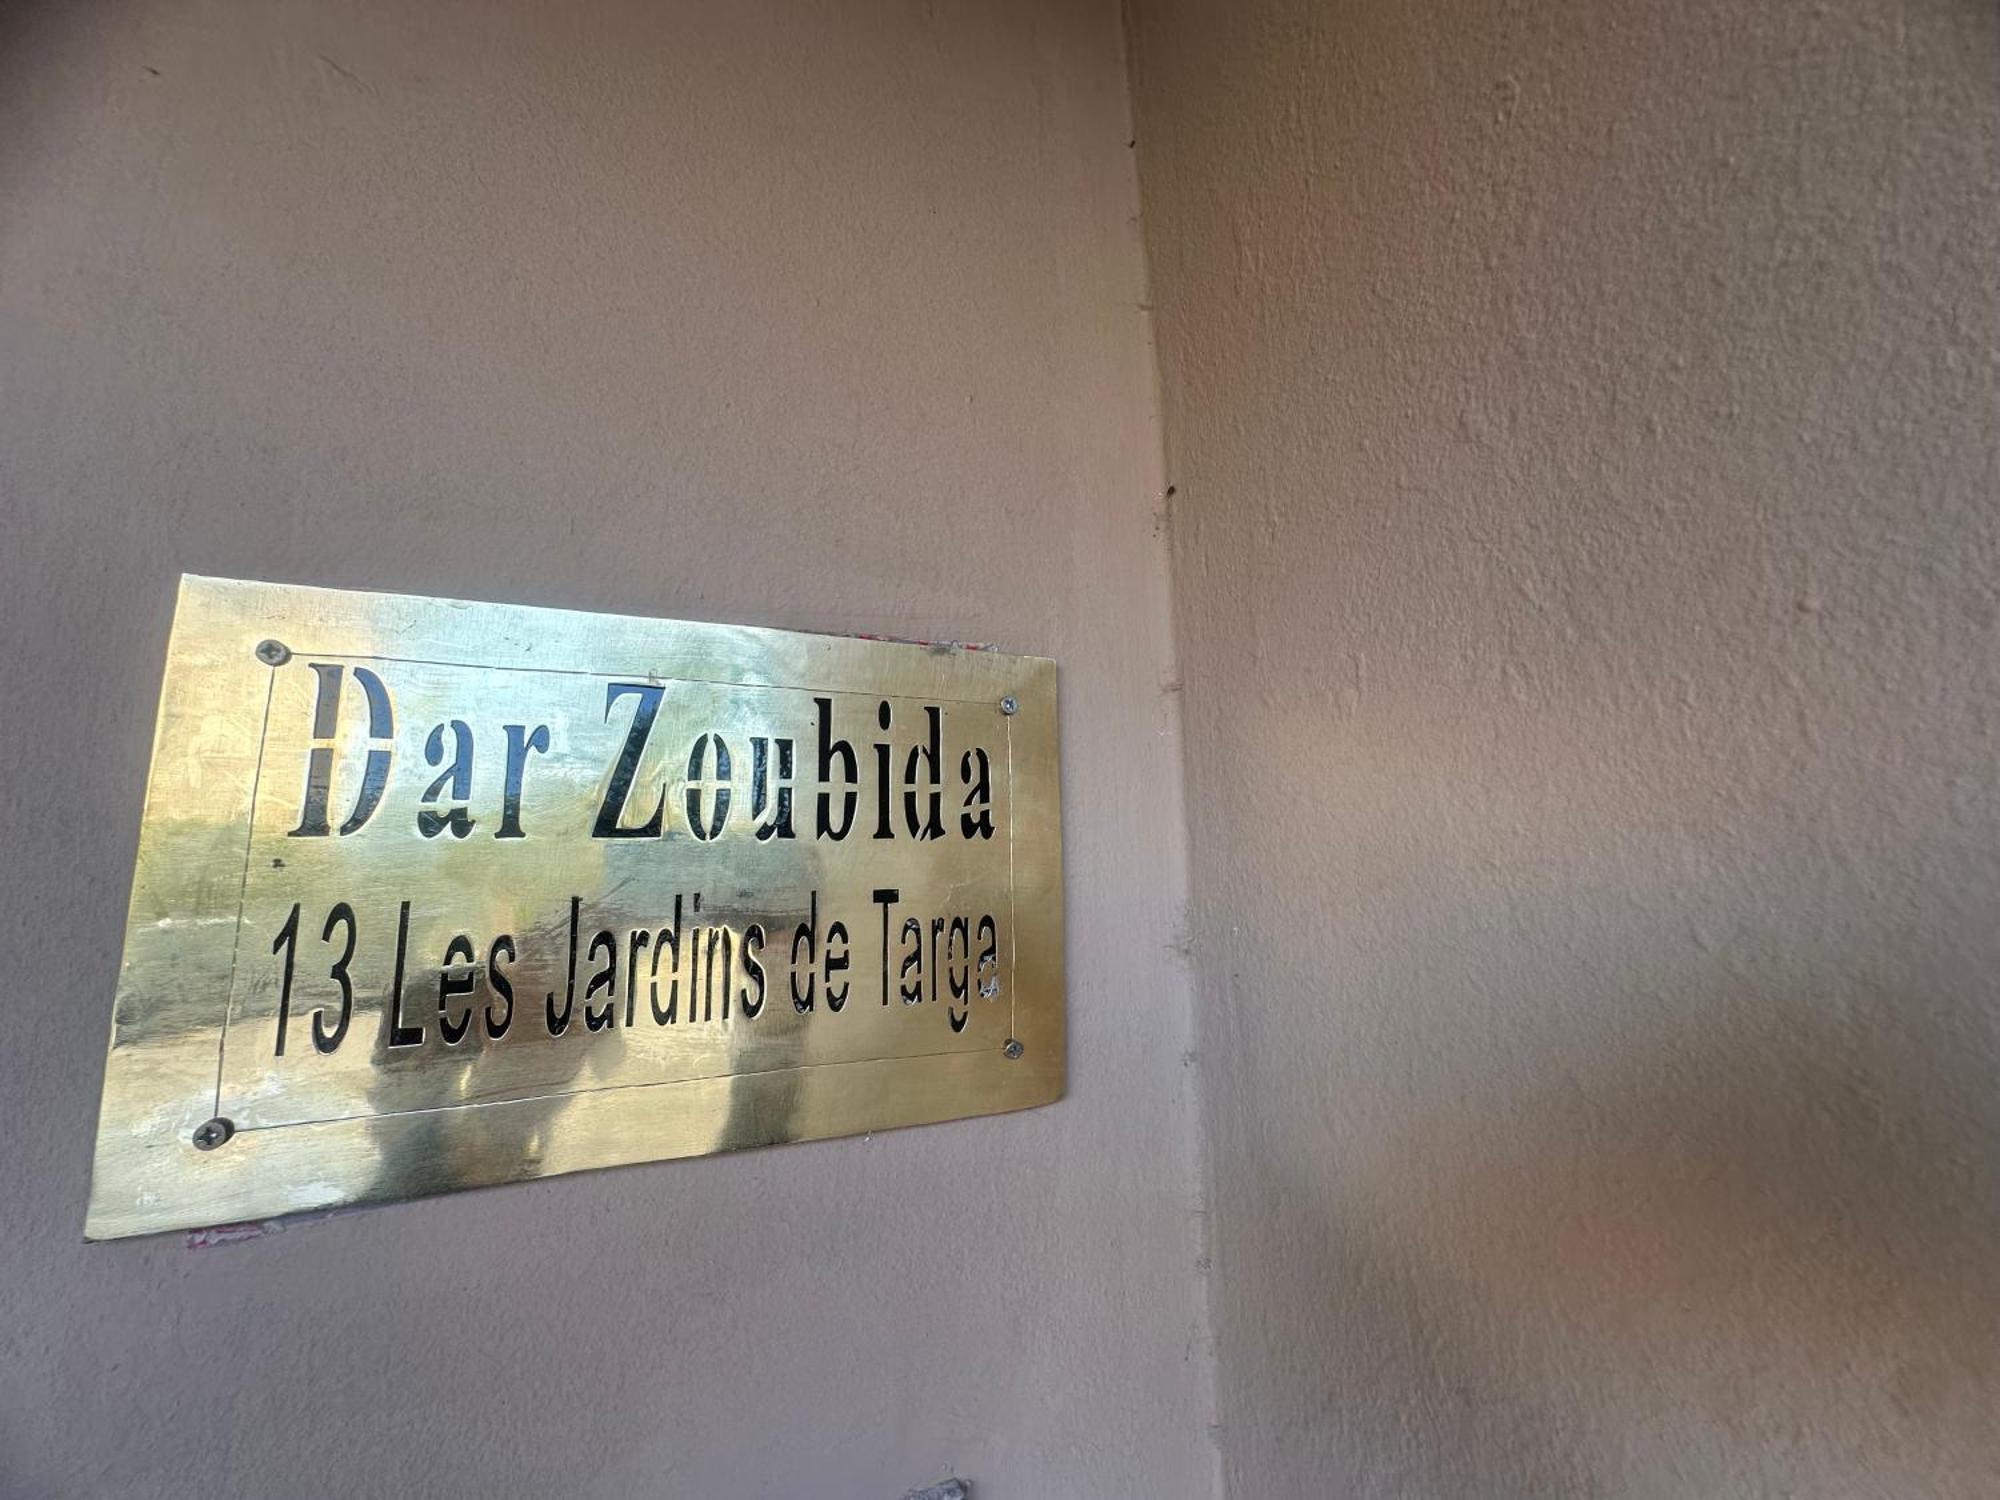 Dar Zoubida
13 Les Jardins de Targa